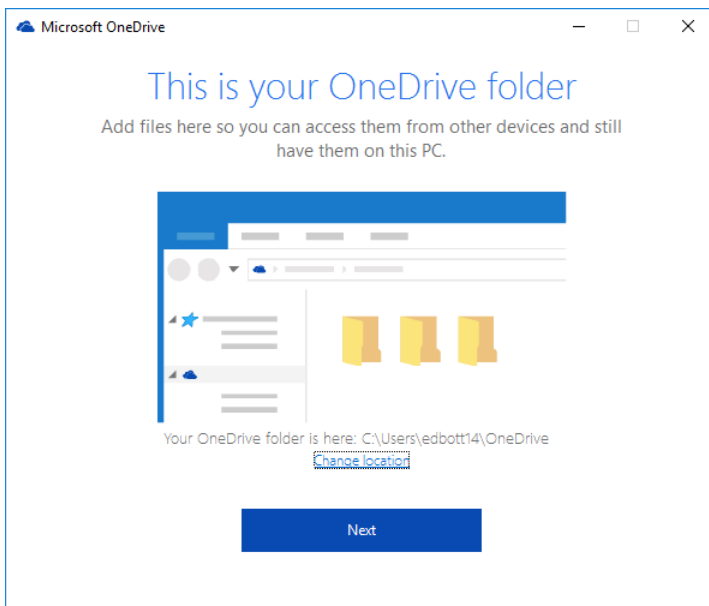 Microsoft OneDrive
This is your OneDrive folder
Add files here so you can access them from other devices and still
have them on this PC.
Your OneDrive folder is here: C:\Users\edbott14\OneDrive
Change location
Next